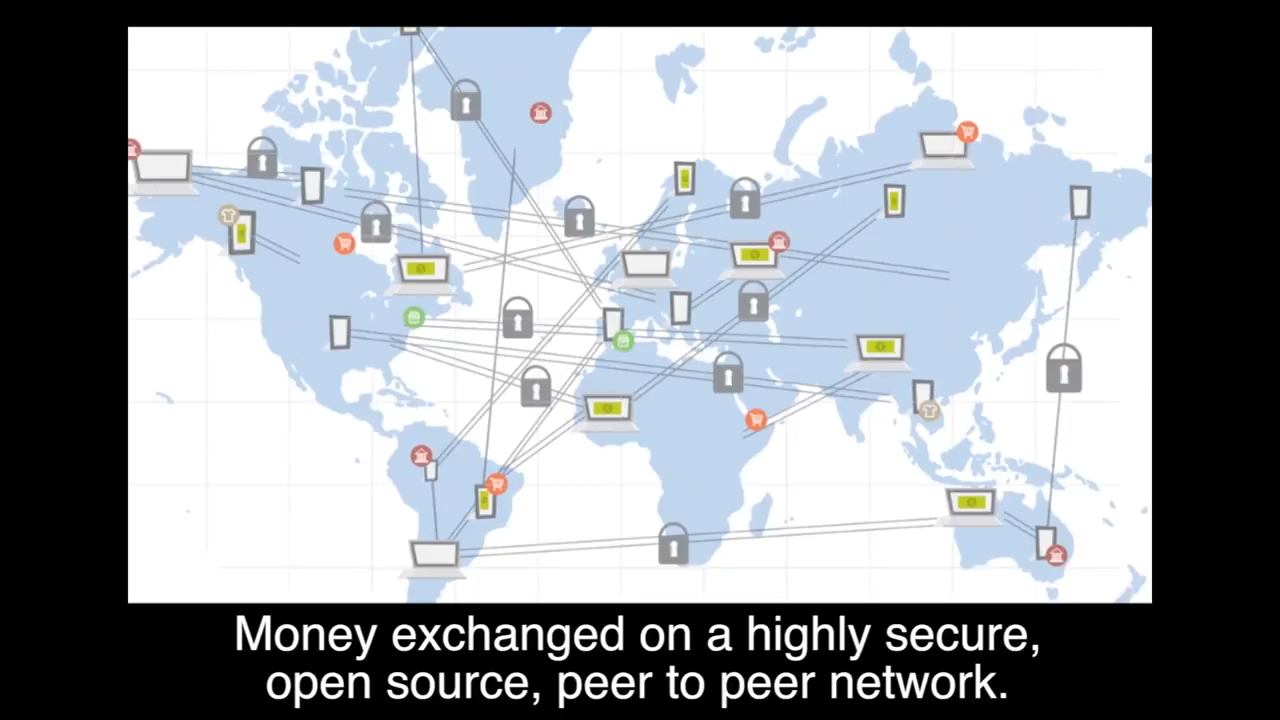 Money exchanged on a highly secure,
open source, peer to peer network.